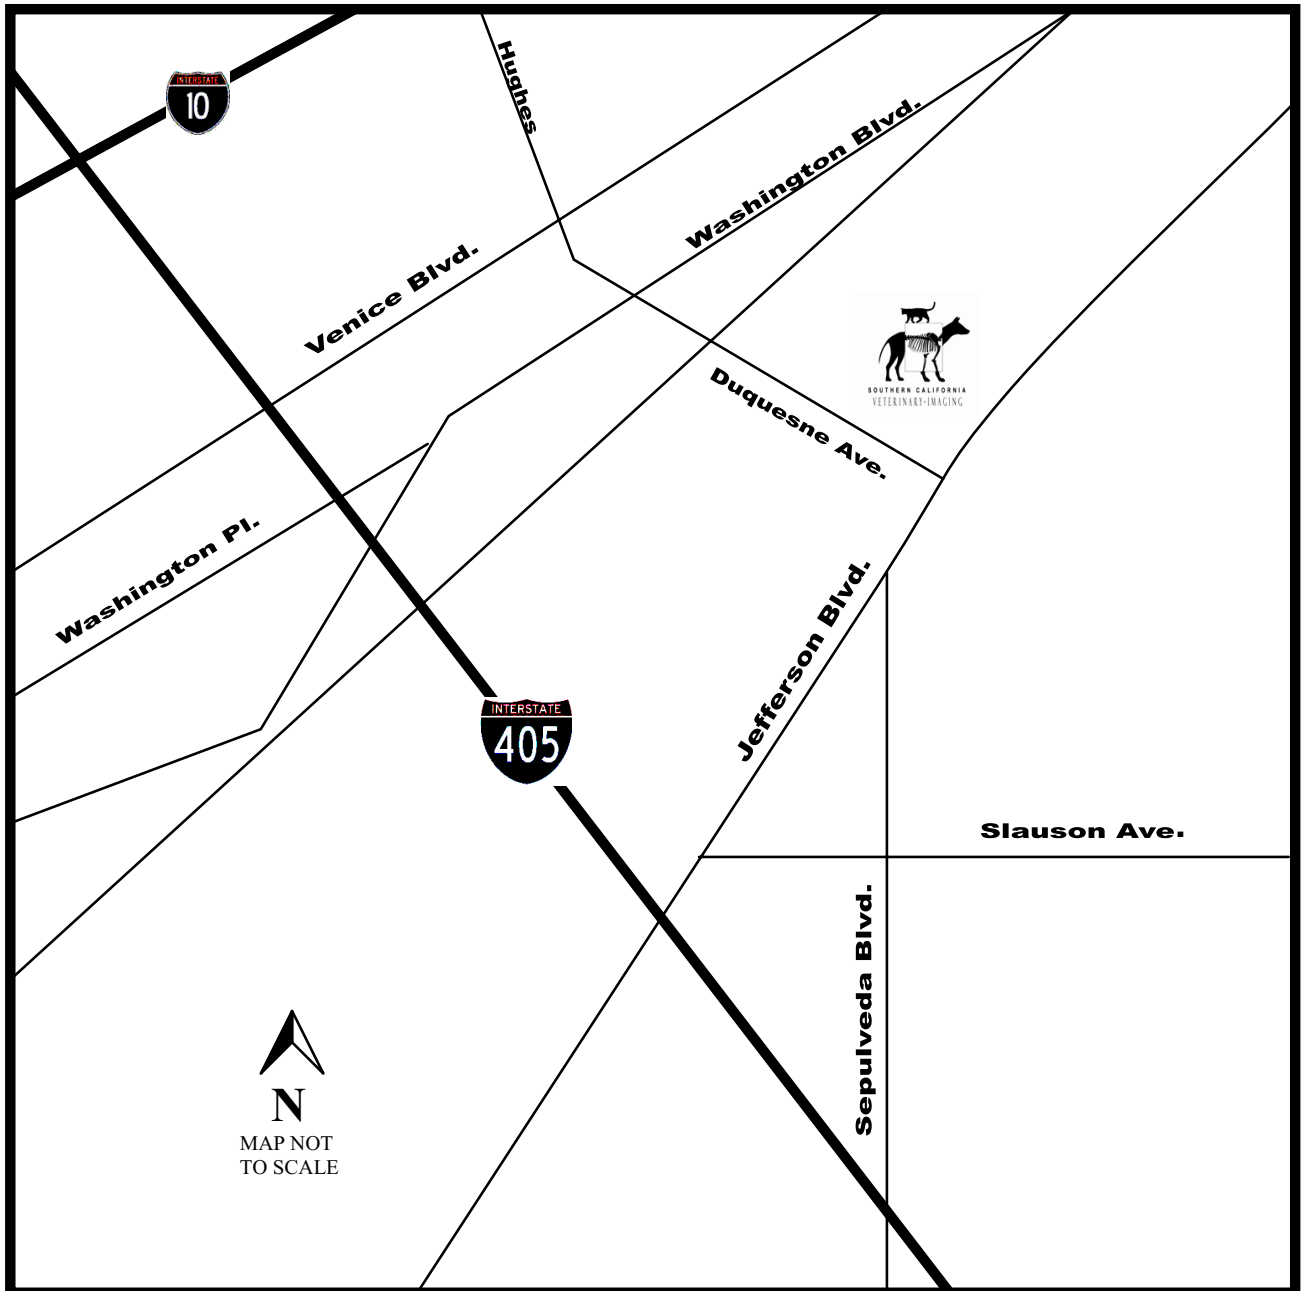 Hughes
INTERSTATE
10
Washington Blvd.
Venice Blvd.
SOUTHERN CALIFORNIA
VETERINARY-IMAGING
Duquesne Ave.
Washington Pl.
Jefferson Blvd.
INTERSTATE
405
Slauson Ave.
Sepulveda Blvd.
N
MAP NOT
TO SCALE